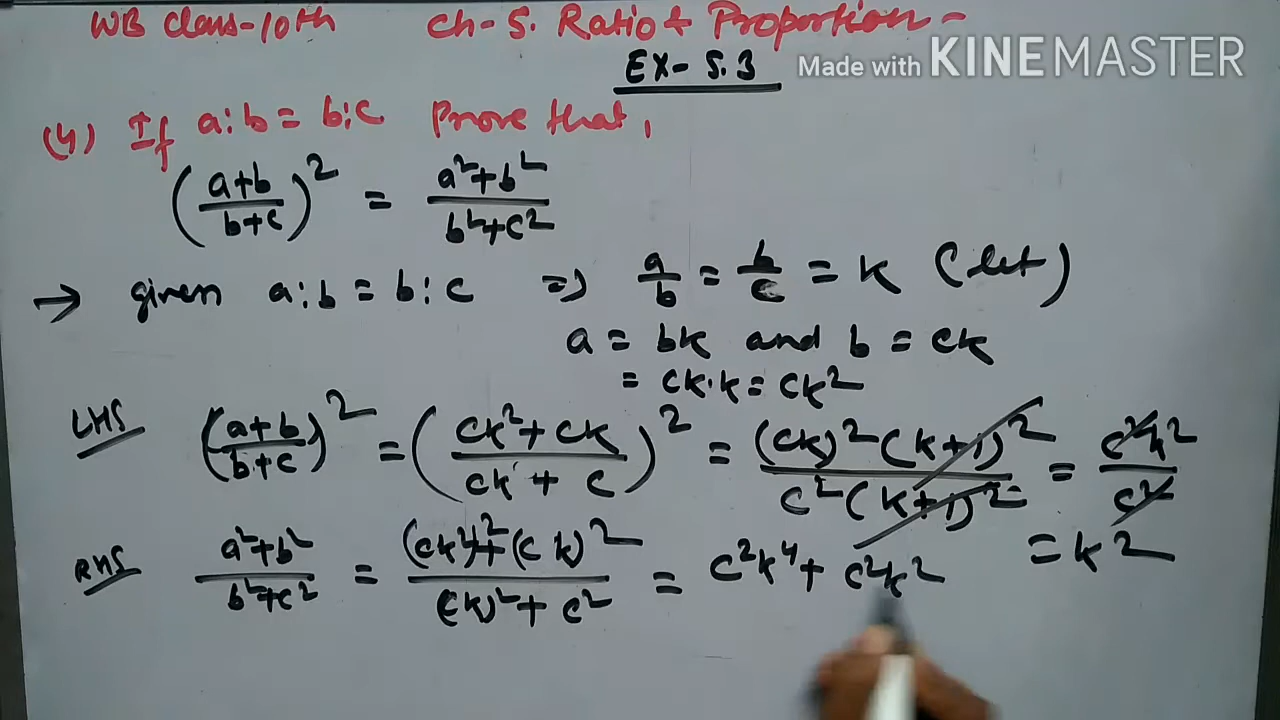 WB Class-10th Ch-5. Ratio & Proportion-
EX-5.3
Made with KINEMASTER
(4) If a:b = b:c Prove that,
((a+b)/(b+c))² = (a²+b²)/(b²+c²)
→ given a:b = b:c ⇒ a/b = b/c = k (let)
a = bk and b = ck
= ck.k = ck²
LHS ((a+b)/(b+c))² = ((ck²+ck)/(ck+c))² = ((ck)²(k+1)²)/(c²(k+1)²) = c²k²/c²
= k²
RHS (a²+b²)/(b²+c²) = ((ck²)²+(ck)²)/((ck)²+c²) = c²k⁴+c²k²